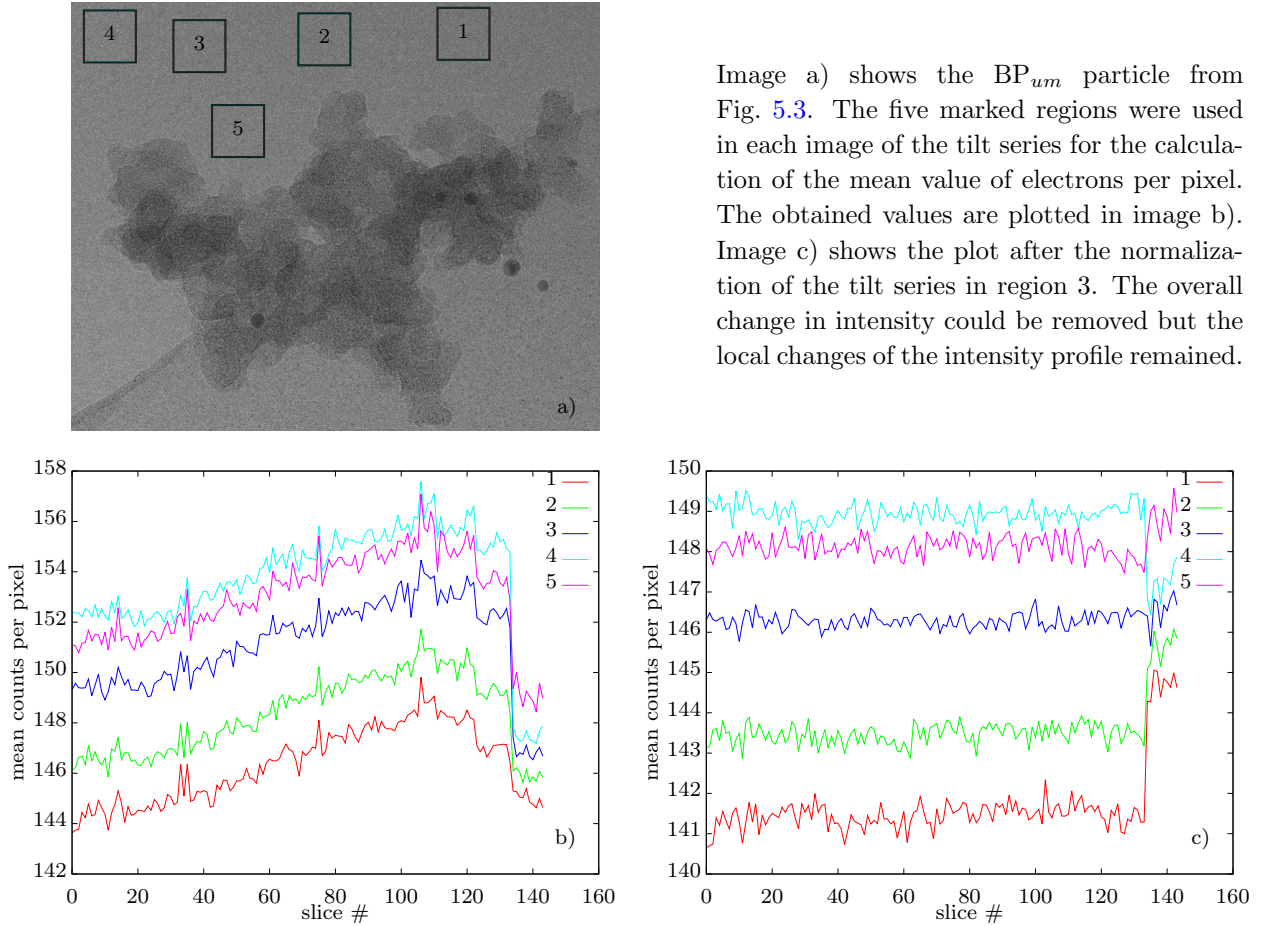 4
3
2
1
5
a)
Image a) shows the BPum particle from
Fig. 5.3. The five marked regions were used
in each image of the tilt series for the calcula-
tion of the mean value of electrons per pixel.
The obtained values are plotted in image b).
Image c) shows the plot after the normaliza-
tion of the tilt series in region 3. The overall
change in intensity could be removed but the
local changes of the intensity profile remained.
158
156
154
152
150
148
146
144
142
mean counts per pixel
0 20 40 60 80 100 120 140 160
slice #
1
2
3
4
5
b)
150
149
148
147
146
145
144
143
142
141
140
mean counts per pixel
0 20 40 60 80 100 120 140 160
slice #
1
2
3
4
5
c)